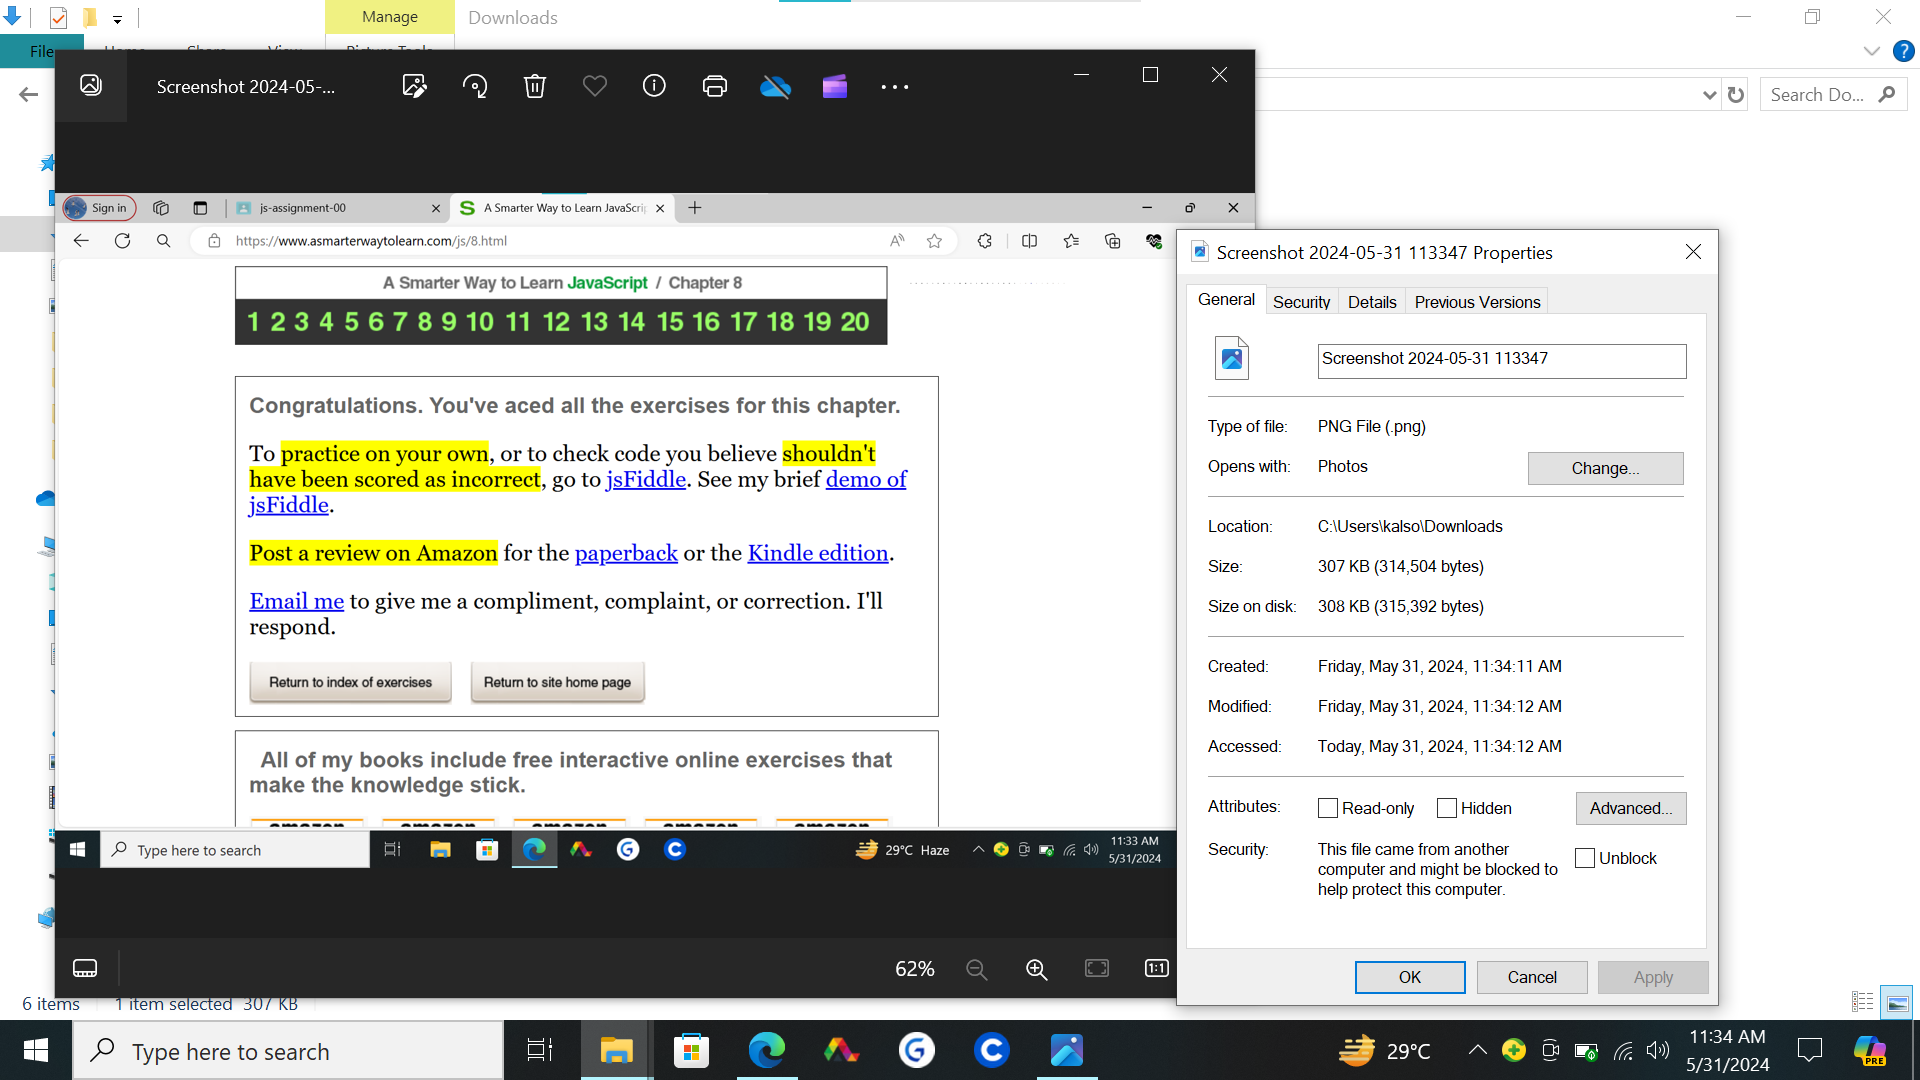 Manage
Downloads
File
Search Do...
Screenshot 2024-05-...
Sign in
js-assignment-00
A Smarter Way to Learn JavaScri
https://www.asmarterwaytolearn.com/js/8.html
A Smarter Way to Learn JavaScript / Chapter 8
1 2 3 4 5 6 7 8 9 10 11 12 13 14 15 16 17 18 19 20
Congratulations. You've aced all the exercises for this chapter.
To practice on your own, or to check code you believe shouldn't
have been scored as incorrect, go to jsFiddle. See my brief demo of
jsFiddle.
Post a review on Amazon for the paperback or the Kindle edition.
Email me to give me a compliment, complaint, or correction. I'll
respond.
Return to index of exercises
Return to site home page
All of my books include free interactive online exercises that
make the knowledge stick.
Type here to search
29°C Haze
11:33 AM
5/31/2024
62%
1:1
6 items
1 item selected 307 KB
Screenshot 2024-05-31 113347 Properties
General
Security
Details
Previous Versions
Screenshot 2024-05-31 113347
Type of file: PNG File (.png)
Opens with: Photos
Change...
Location: C:\Users\kalso\Downloads
Size: 307 KB (314,504 bytes)
Size on disk: 308 KB (315,392 bytes)
Created: Friday, May 31, 2024, 11:34:11 AM
Modified: Friday, May 31, 2024, 11:34:12 AM
Accessed: Today, May 31, 2024, 11:34:12 AM
Attributes: Read-only Hidden
Advanced...
Security: This file came from another
computer and might be blocked to
help protect this computer.
Unblock
OK
Cancel
Apply
Type here to search
29°C
11:34 AM
5/31/2024
PRE